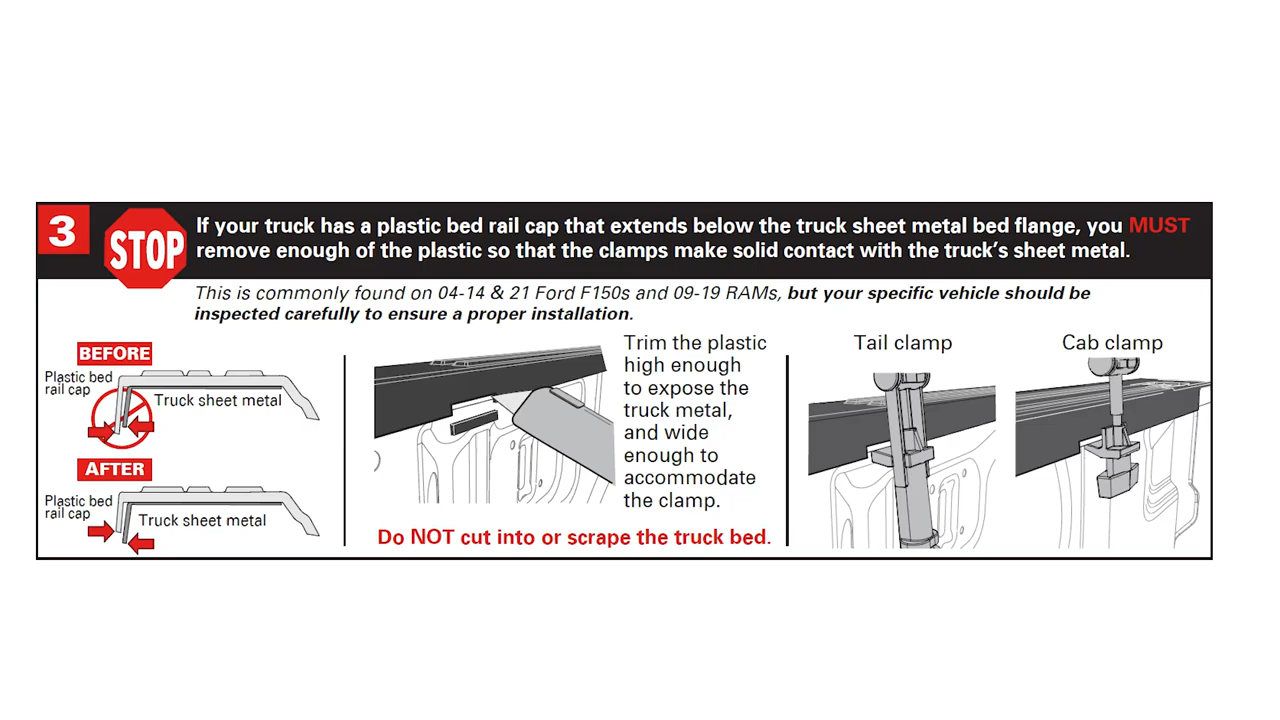 3
STOP
If your truck has a plastic bed rail cap that extends below the truck sheet metal bed flange, you MUST
remove enough of the plastic so that the clamps make solid contact with the truck's sheet metal.
This is commonly found on 04-14 & 21 Ford F150s and 09-19 RAMs, but your specific vehicle should be
inspected carefully to ensure a proper installation.
BEFORE
Plastic bed
rail cap
Truck sheet metal
AFTER
Plastic bed
rail cap
Truck sheet metal
Trim the plastic
high enough
to expose the
truck metal,
and wide
enough to
accommodate
the clamp.
Do NOT cut into or scrape the truck bed.
Tail clamp
Cab clamp